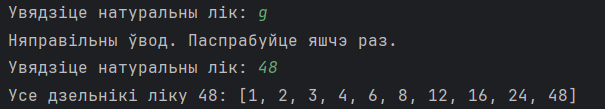 Увядзіце натуральны лік: g
Няправільны ўвод. Паспрабуйце яшчэ раз.
Увядзіце натуральны лік: 48
Усе дзельнікі ліку 48: [1, 2, 3, 4, 6, 8, 12, 16, 24, 48]